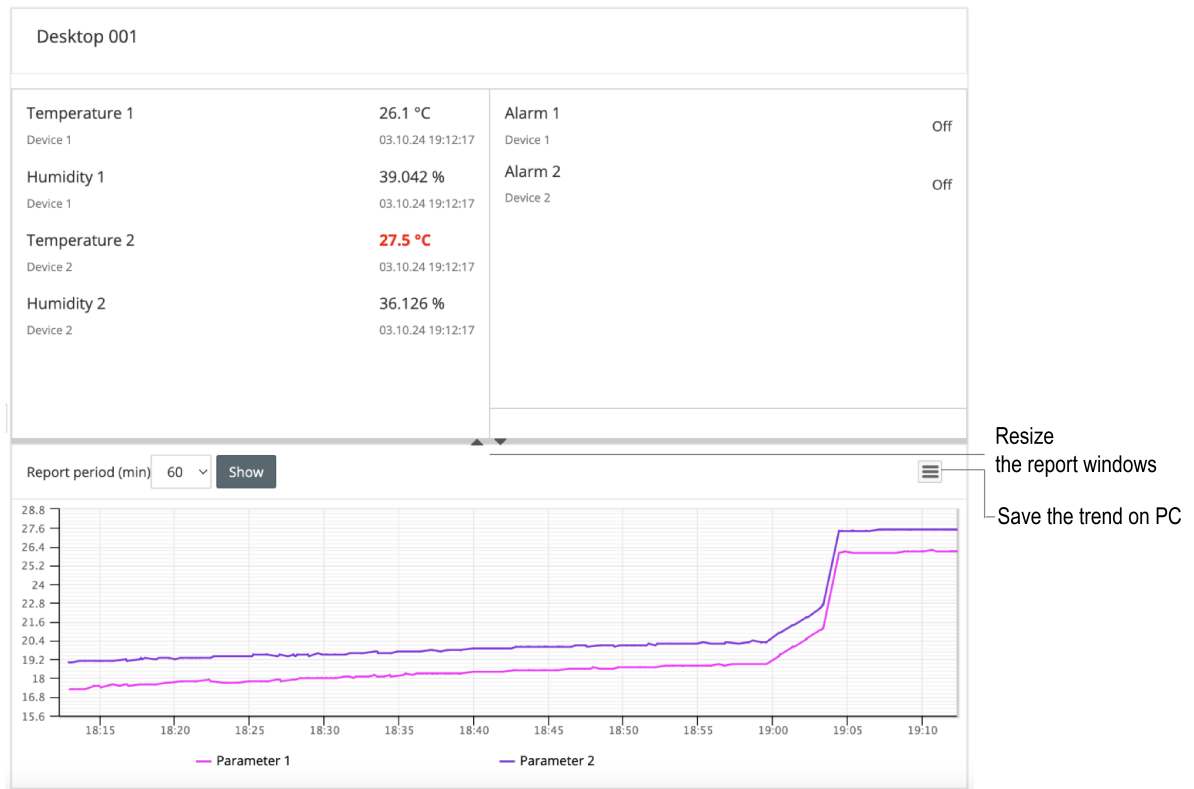 Desktop 001
Temperature 1
26.1 °C
Device 1
03.10.24 19:12:17
Humidity 1
39.042 %
Device 1
03.10.24 19:12:17
Temperature 2
27.5 °C
Device 2
03.10.24 19:12:17
Humidity 2
36.126 %
Device 2
03.10.24 19:12:17
Alarm 1
Device 1
Off
Alarm 2
Device 2
Off
Resize
the report windows
Report period (min)
60
Show
Save the trend on PC
28.8
27.6
26.4
25.2
24
22.8
21.6
20.4
19.2
18
16.8
15.6
18:15 18:20 18:25 18:30 18:35 18:40 18:45 18:50 18:55 19:00 19:05 19:10
Parameter 1
Parameter 2